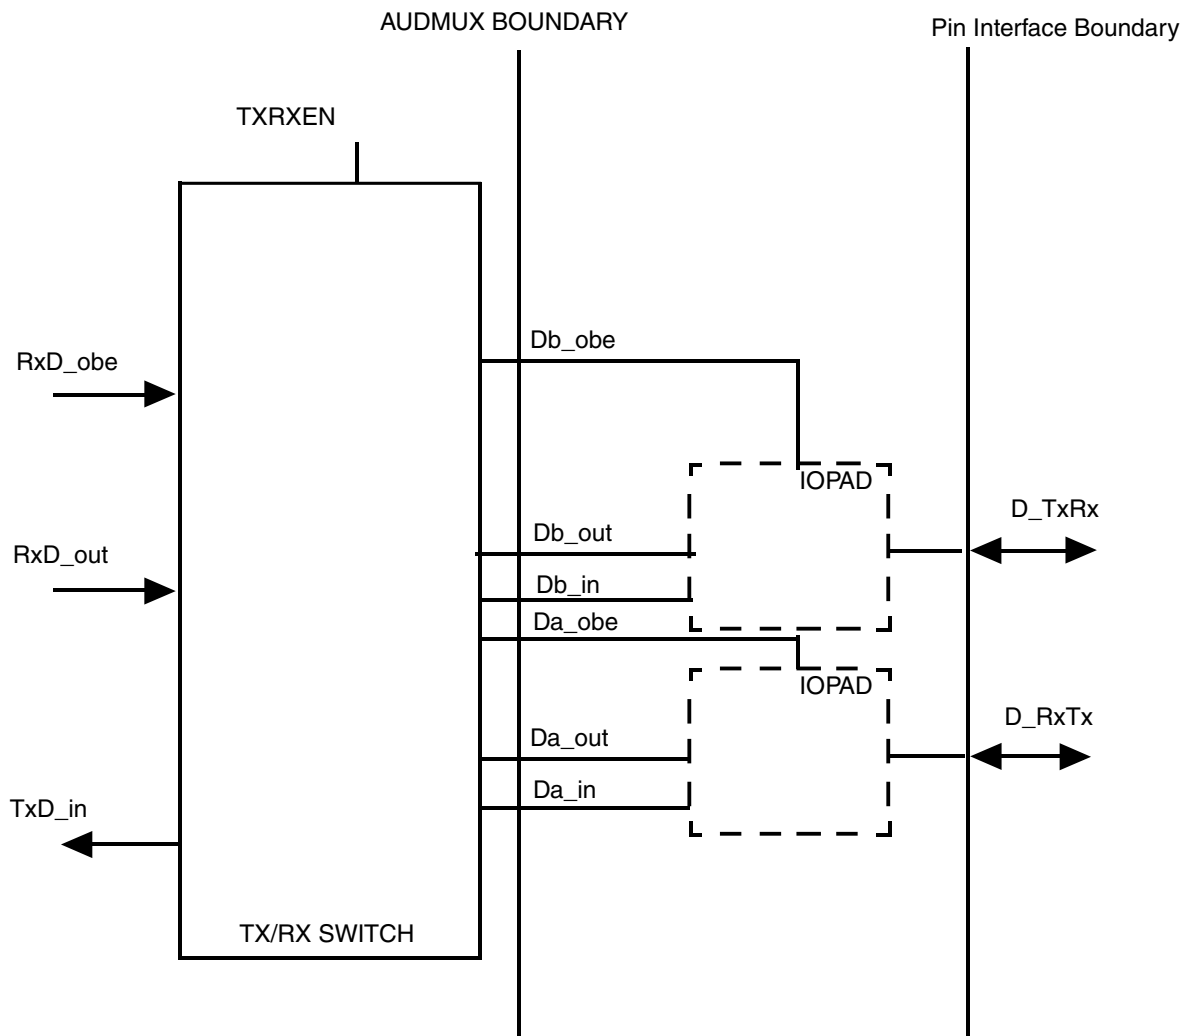 AUDMUX BOUNDARY
Pin Interface Boundary
TXRXEN
Db_obe
RxD_obe
IOPAD
D_TxRx
Db_out
RxD_out
Db_in
Da_obe
IOPAD
D_RxTx
Da_out
Da_in
TxD_in
TX/RX SWITCH